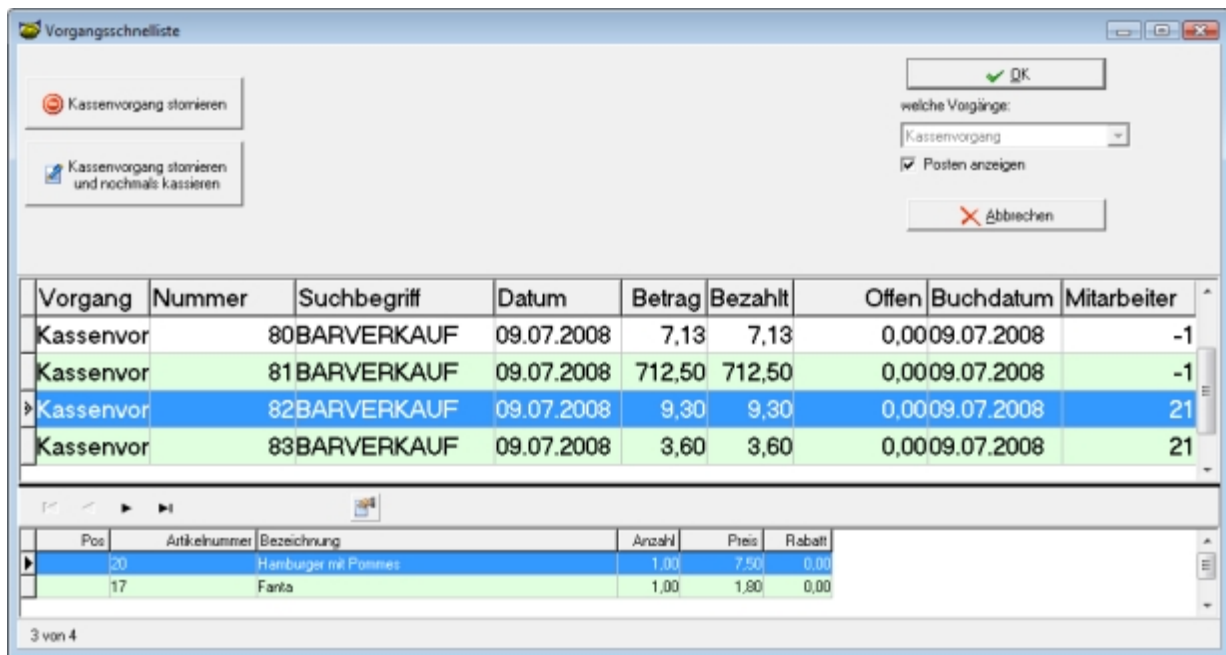 Vorgangsschnelliste
Kassenvorgang stornieren
Kassenvorgang stornieren
und nochmals kassieren
OK
welche Vorgänge:
Kassenvorgang
Posten anzeigen
Abbrechen
Vorgang Nummer Suchbegriff Datum Betrag Bezahlt Offen Buchdatum Mitarbeiter
Kassenvor 80 BARVERKAUF 09.07.2008 7,13 7,13 0,00 09.07.2008 -1
Kassenvor 81 BARVERKAUF 09.07.2008 712,50 712,50 0,00 09.07.2008 -1
Kassenvor 82 BARVERKAUF 09.07.2008 9,30 9,30 0,00 09.07.2008 21
Kassenvor 83 BARVERKAUF 09.07.2008 3,60 3,60 0,00 09.07.2008 21
Pos Artikelnummer Bezeichnung Anzahl Preis Rabatt
20 Hamburger mit Pommes 1,00 7,50 0,00
17 Fanta 1,00 1,80 0,00
3 von 4